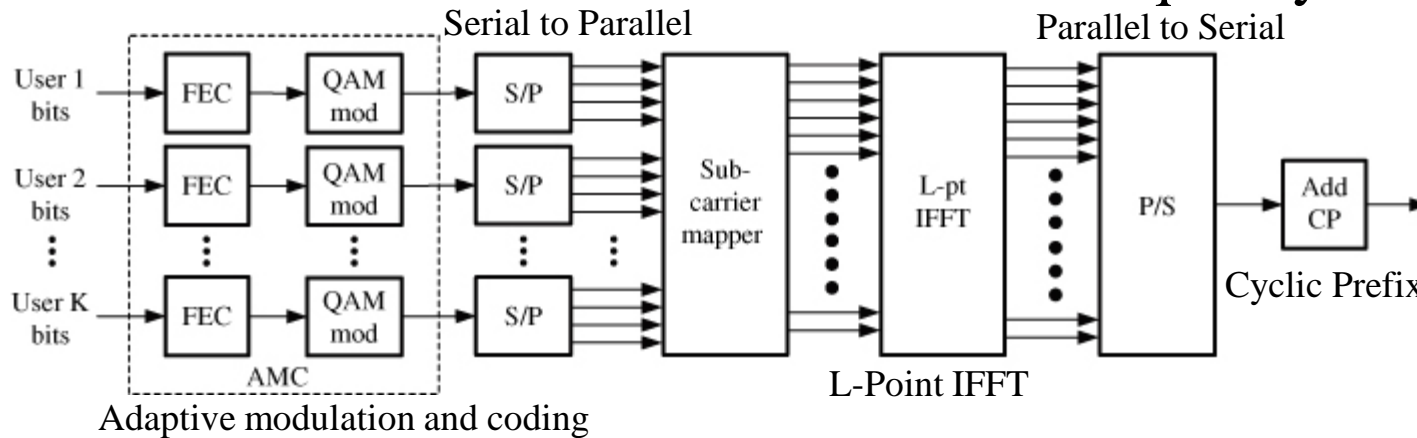 Serial to Parallel
Parallel to Serial
User 1
bits
FEC
QAM
mod
S/P
User 2
bits
FEC
QAM
mod
S/P
User K
bits
FEC
QAM
mod
S/P
AMC
Sub-
carrier
mapper
L-pt
IFFT
P/S
Add
CP
Cyclic Prefix
L-Point IFFT
Adaptive modulation and coding